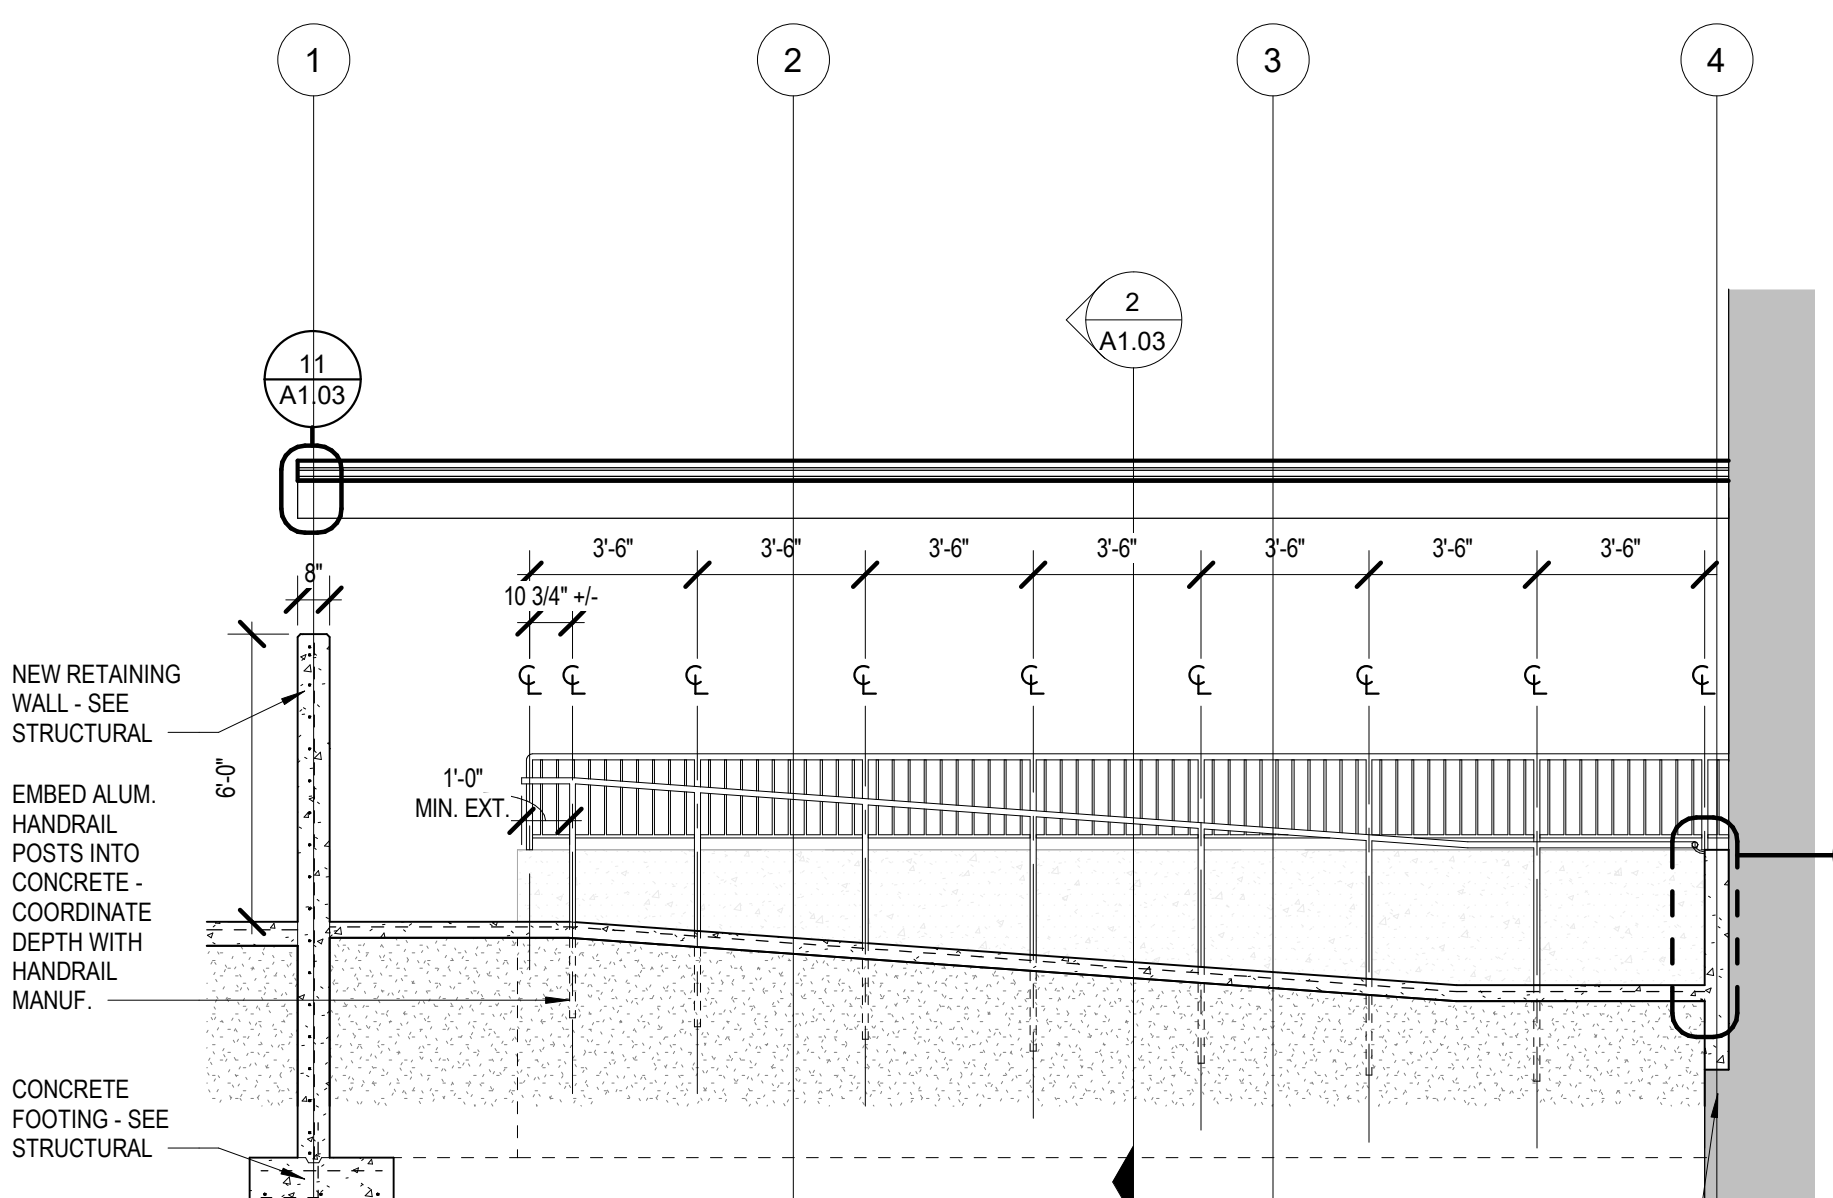 1
2
3
4
2
A1.03
11
A1.03
3'-6"
3'-6"
3'-6"
3'-6"
3'-6"
3'-6"
3'-6"
8"
10 3/4" +/-
℄
℄
℄
℄
℄
℄
℄
℄
℄
NEW RETAINING
WALL - SEE
STRUCTURAL
6'-0"
1'-0"
MIN. EXT.
EMBED ALUM.
HANDRAIL
POSTS INTO
CONCRETE -
COORDINATE
DEPTH WITH
HANDRAIL
MANUF.
CONCRETE
FOOTING - SEE
STRUCTURAL